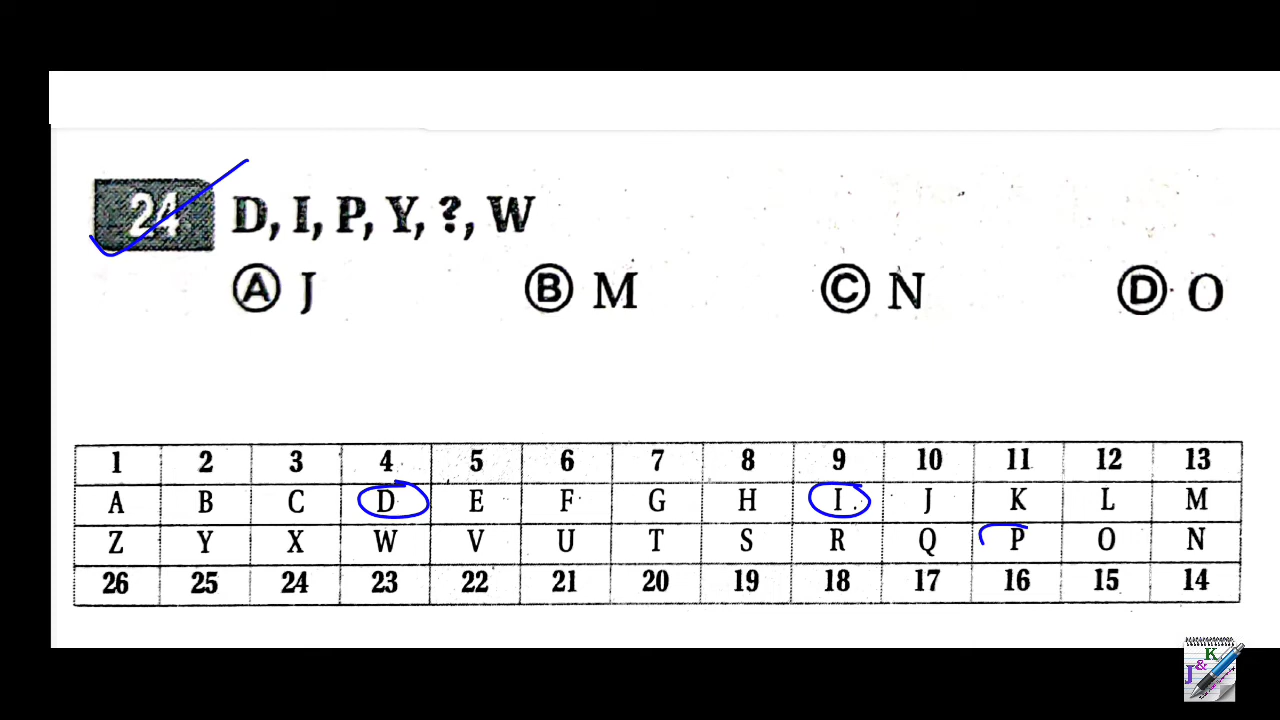 24 D, I, P, Y, ?, W
A J B M C N D O
1 2 3 4 5 6 7 8 9 10 11 12 13
A B C D E F G H I J K L M
Z Y X W V U T S R Q P O N
26 25 24 23 22 21 20 19 18 17 16 15 14
J & K